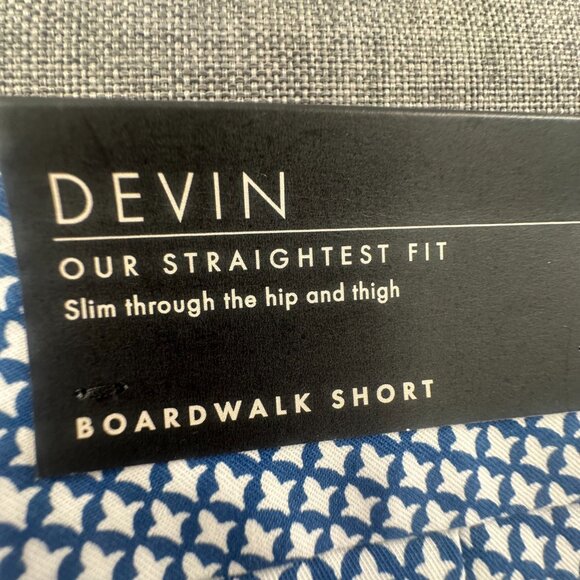 DEVIN
OUR STRAIGHTEST FIT
Slim through the hip and thigh
BOARDWALK SHORT